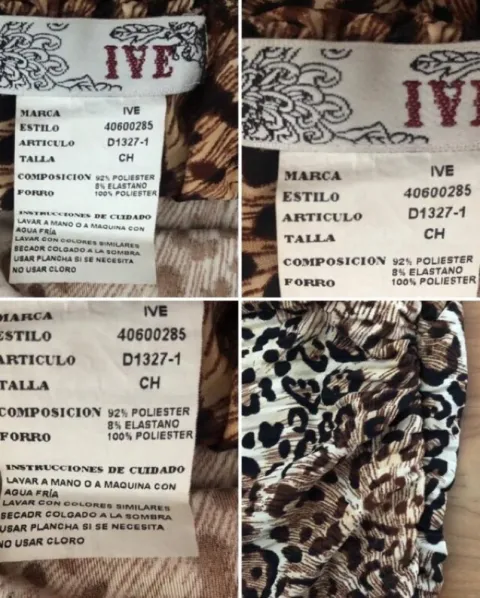 IVE
MARCA IVE
ESTILO 40600285
ARTICULO D1327-1
TALLA CH
COMPOSICION 92% POLIESTER
8% ELASTANO
FORRO 100% POLIESTER
INSTRUCCIONES DE CUIDADO
LAVAR A MANO O A MAQUINA CON
AGUA FRÍA
LAVAR CON COLORES SIMILARES
SECAR COLGADO A LA SOMBRA
USAR PLANCHA SI SE NECESITA
NO USAR CLORO
IVE
MARCA IVE
ESTILO 40600285
ARTICULO D1327-1
TALLA CH
COMPOSICION 92% POLIESTER
8% ELASTANO
FORRO 100% POLIESTER
MARCA IVE
ESTILO 40600285
ARTICULO D1327-1
TALLA CH
COMPOSICION 92% POLIESTER
8% ELASTANO
FORRO 100% POLIESTER
INSTRUCCIONES DE CUIDADO
LAVAR A MANO O A MAQUINA CON
AGUA FRÍA
LAVAR CON COLORES SIMILARES
SECAR COLGADO A LA SOMBRA
USAR PLANCHA SI SE NECESITA
NO USAR CLORO